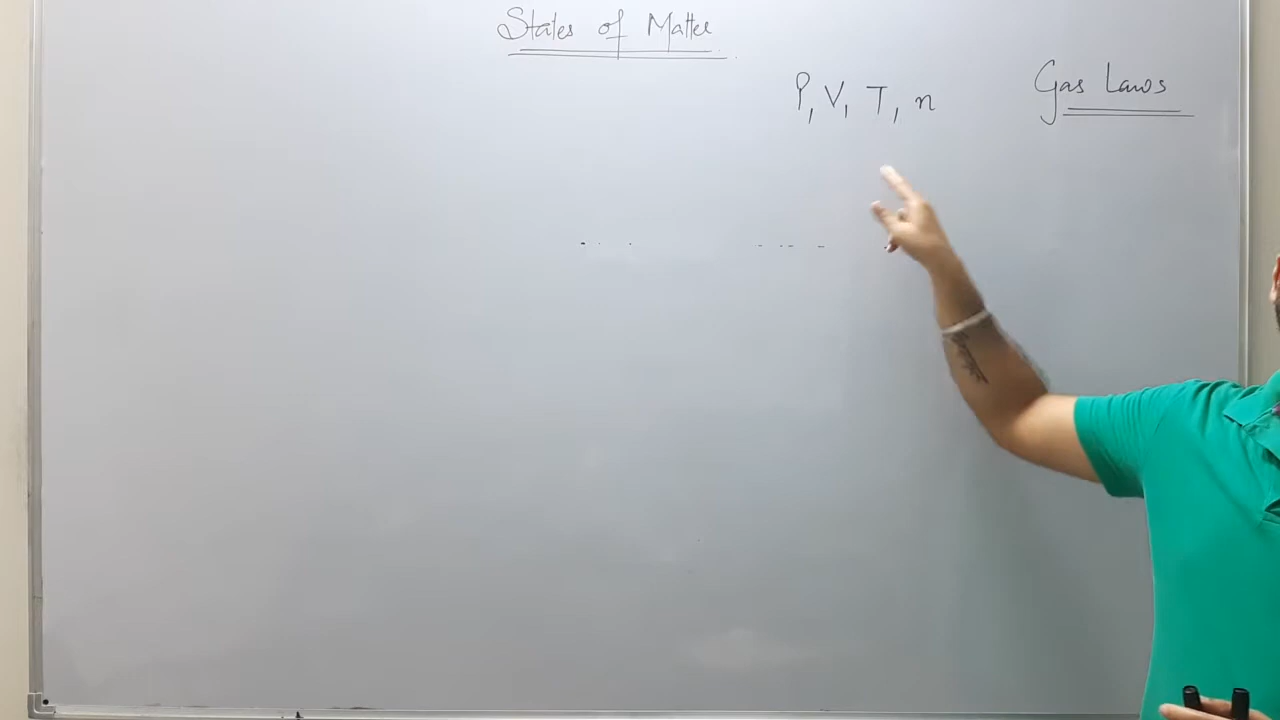 States of Matter
P, V, T, n
Gas Laws